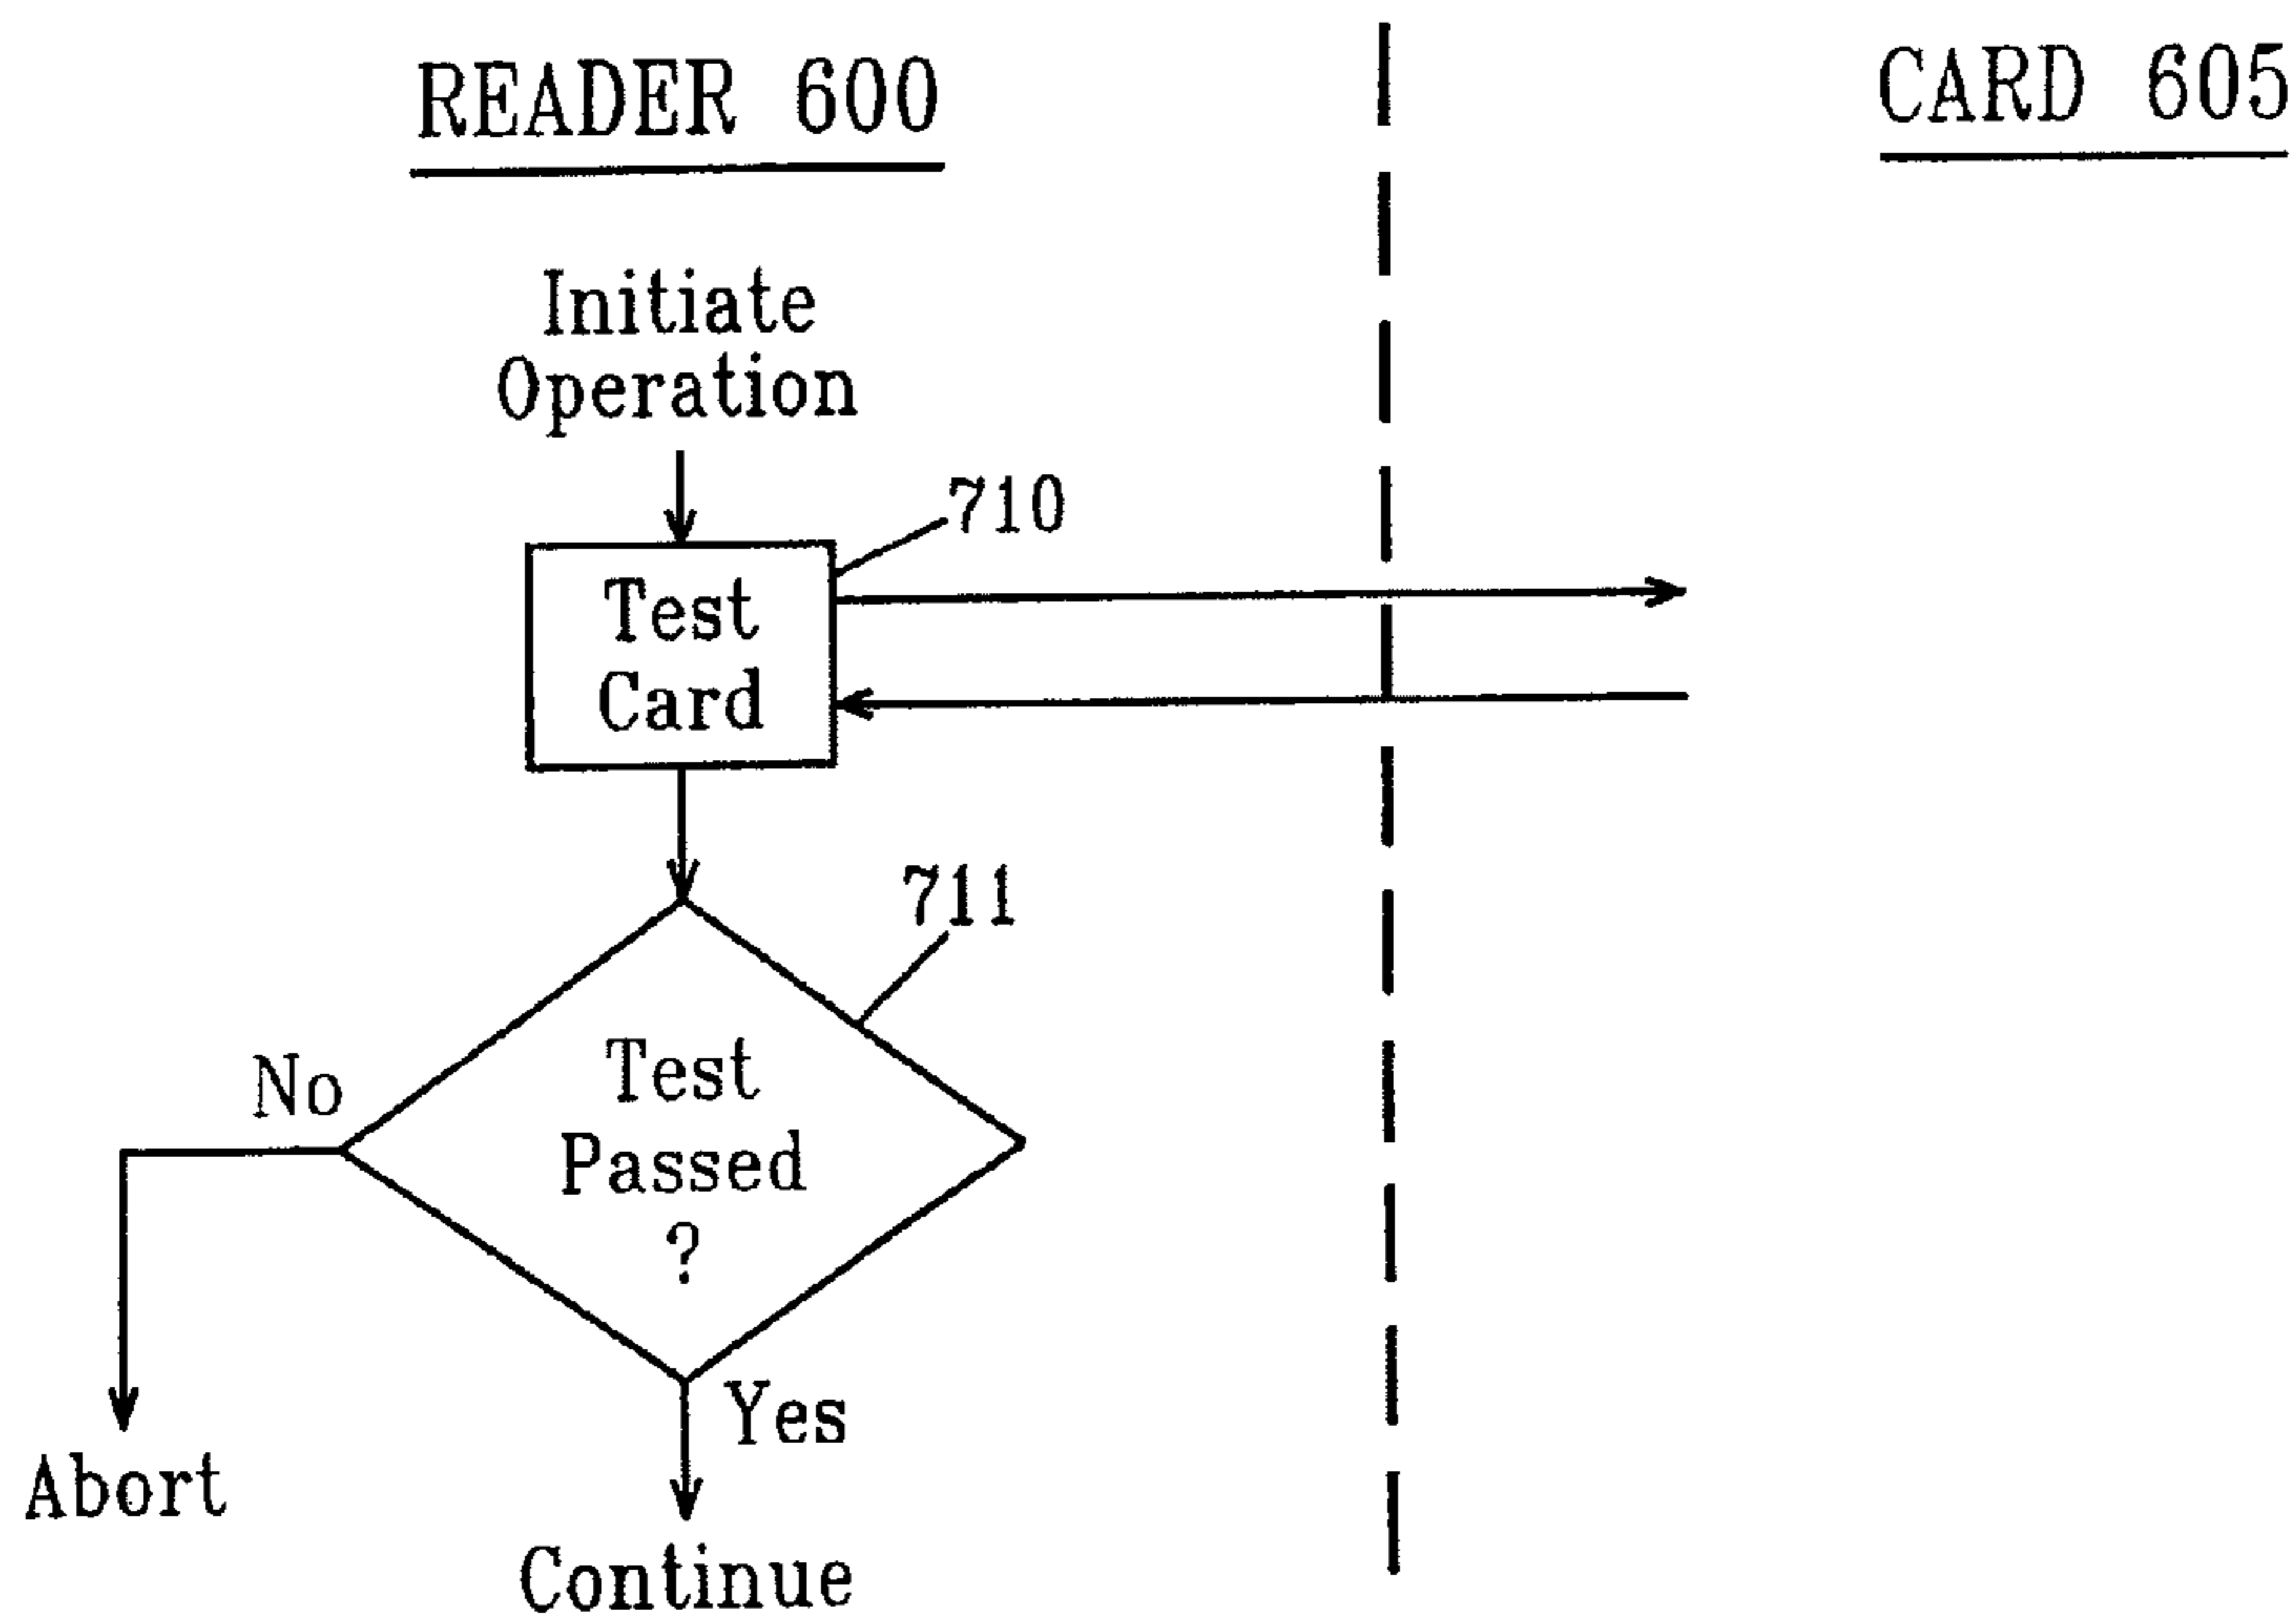 READER 600
CARD 605
Initiate
Operation
710
Test
Card
711
Test
Passed
?
No
Yes
Abort
Continue